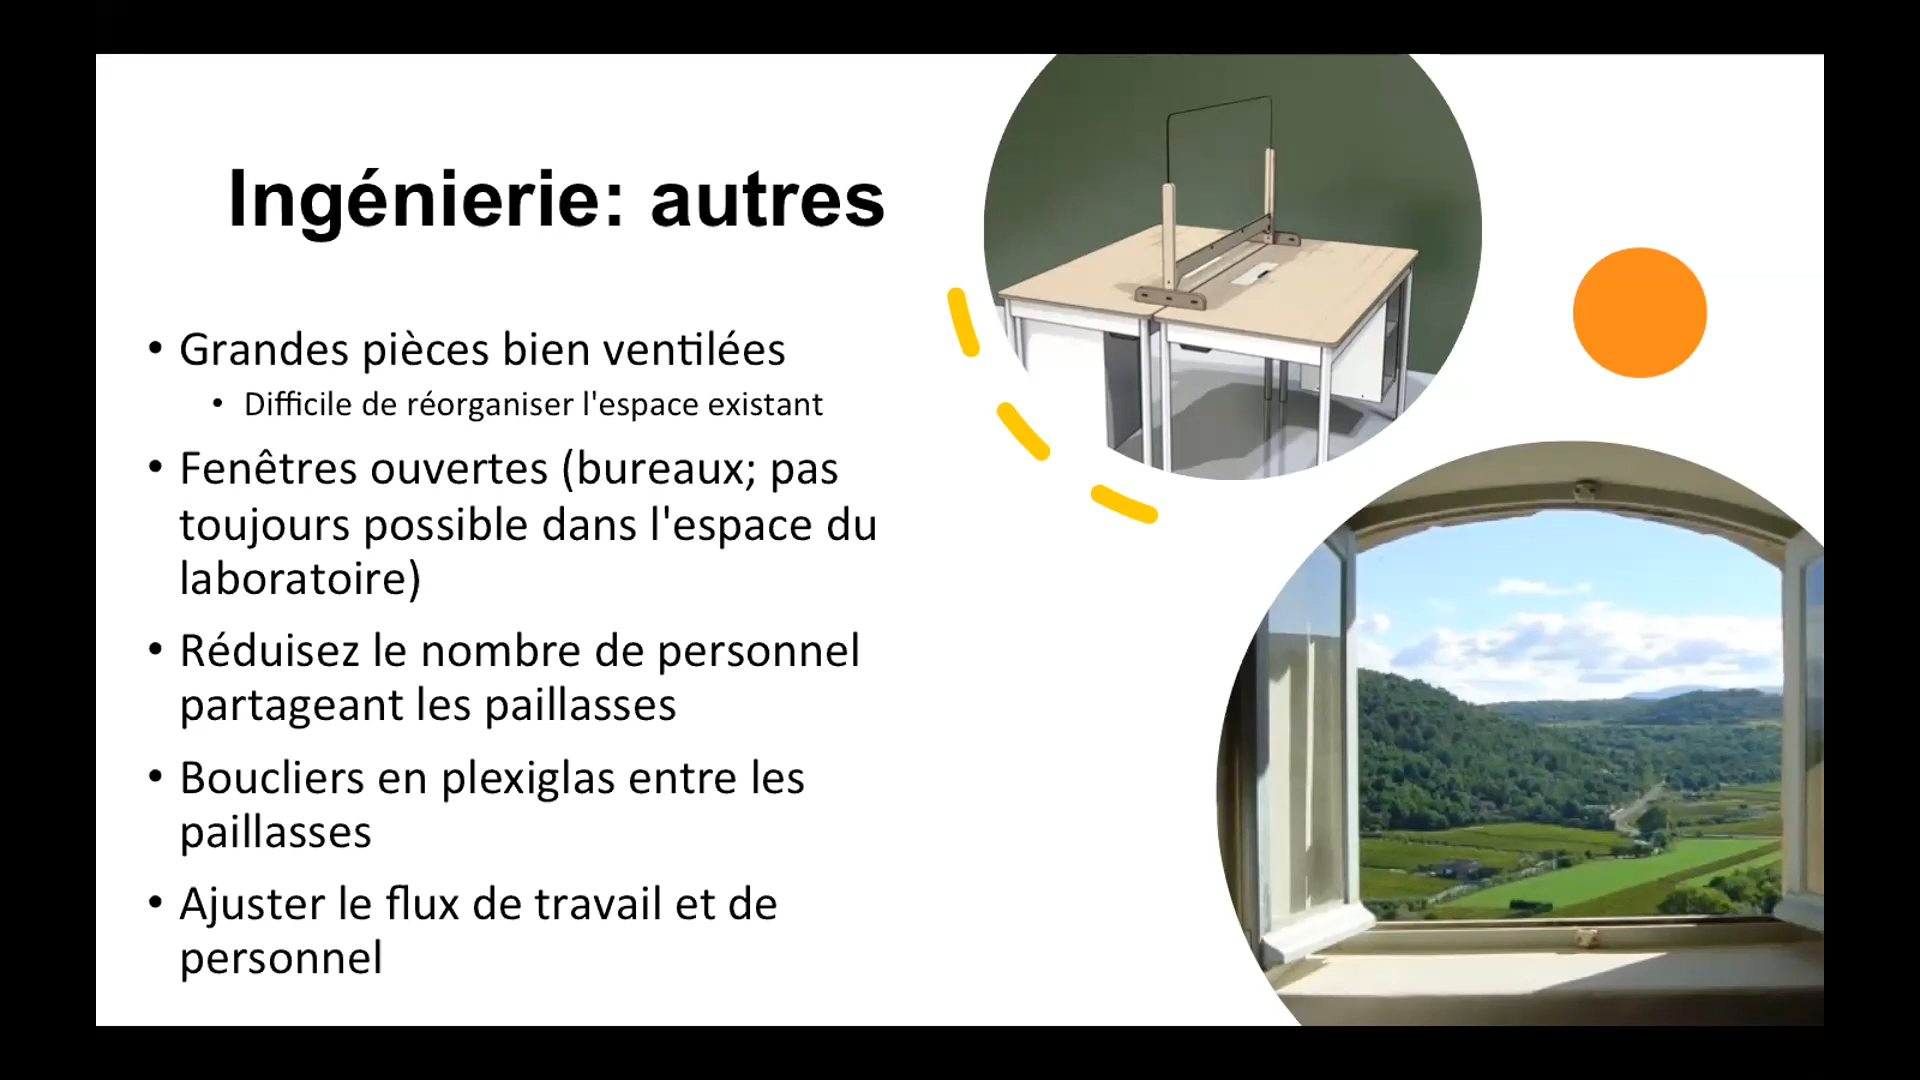 Ingénierie: autres
• Grandes pièces bien ventilées
• Difficile de réorganiser l'espace existant
• Fenêtres ouvertes (bureaux; pas
toujours possible dans l'espace du
laboratoire)
• Réduisez le nombre de personnel
partageant les paillasses
• Boucliers en plexiglas entre les
paillasses
• Ajuster le flux de travail et de
personnel